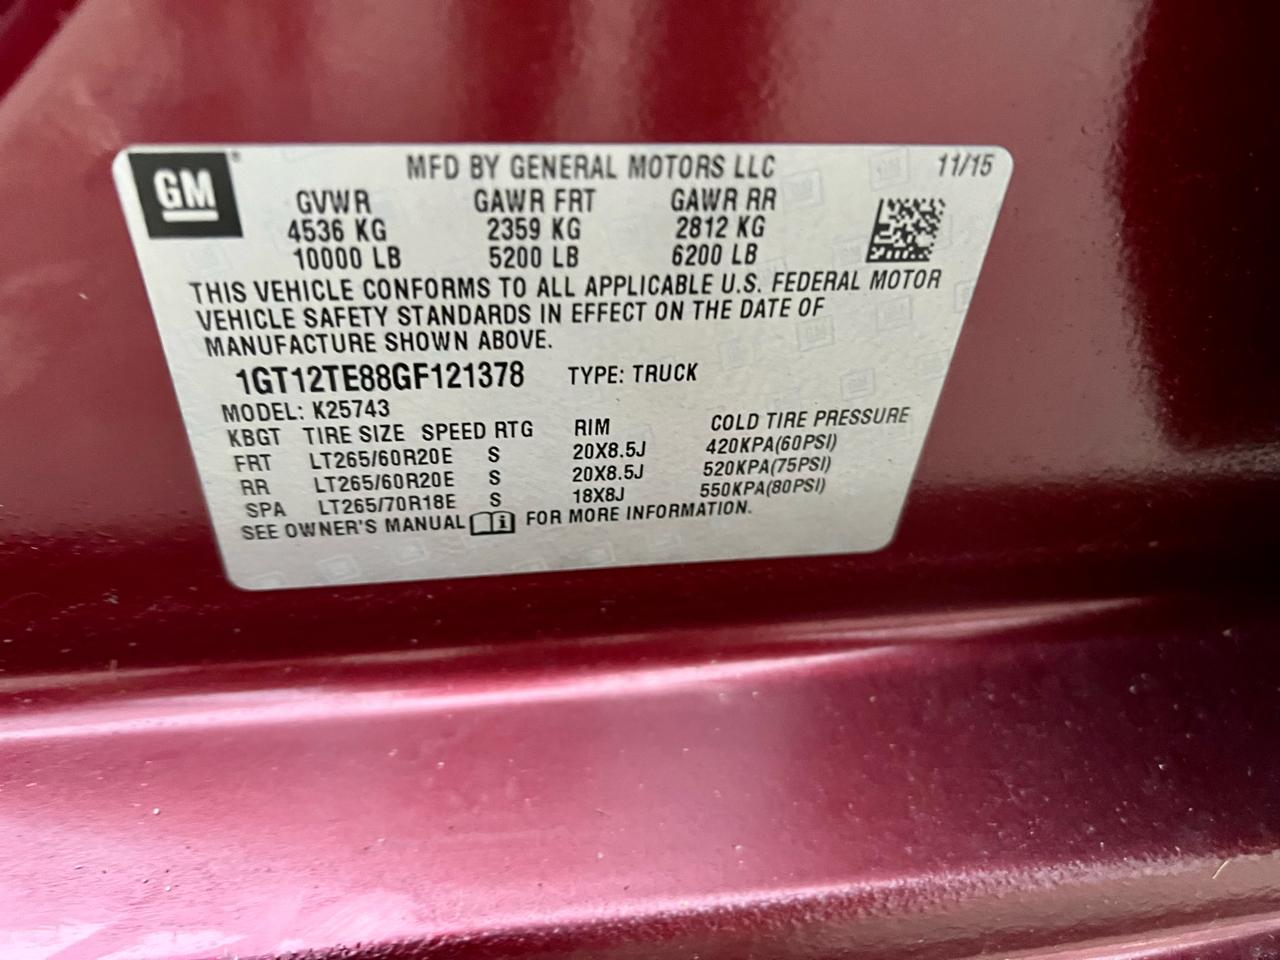 GM
MFD BY GENERAL MOTORS LLC 11/15
GVWR GAWR FRT GAWR RR
4536 KG 2359 KG 2812 KG
10000 LB 5200 LB 6200 LB
THIS VEHICLE CONFORMS TO ALL APPLICABLE U.S. FEDERAL MOTOR
VEHICLE SAFETY STANDARDS IN EFFECT ON THE DATE OF
MANUFACTURE SHOWN ABOVE.
1GT12TE88GF121378 TYPE: TRUCK
MODEL: K25743
KBGT TIRE SIZE SPEED RTG RIM COLD TIRE PRESSURE
FRT LT265/60R20E S 20X8.5J 420KPA(60PSI)
RR LT265/60R20E S 20X8.5J 520KPA(75PSI)
SPA LT265/70R18E S 18X8J 550KPA(80PSI)
SEE OWNER'S MANUAL FOR MORE INFORMATION.